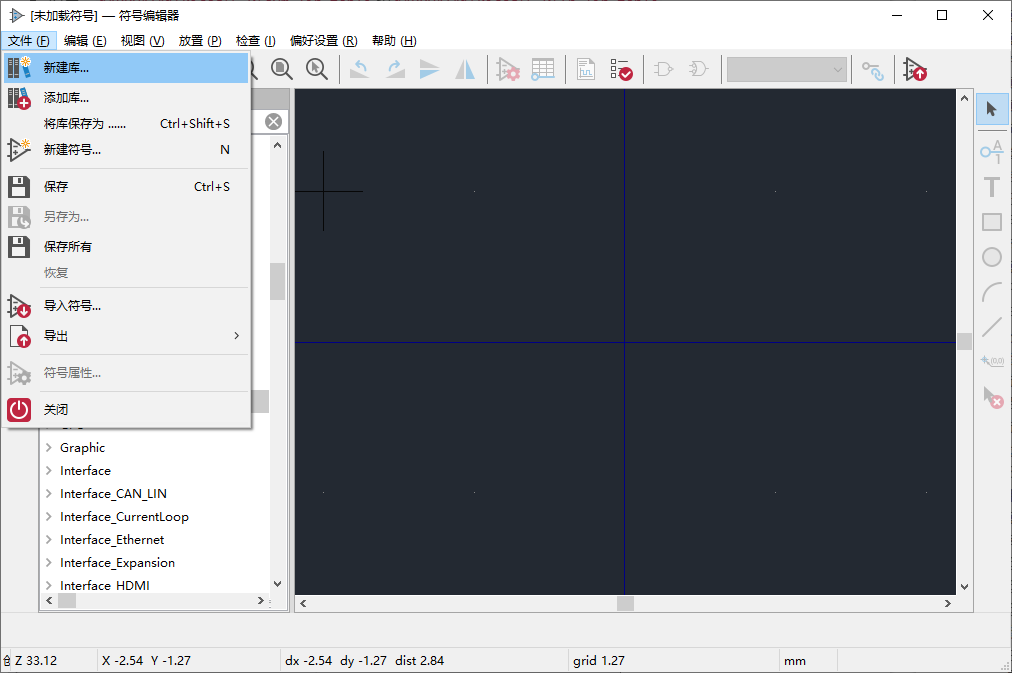 [未加载符号] — 符号编辑器
文件 (F) 编辑 (E) 视图 (V) 放置 (P) 检查 (I) 偏好设置 (R) 帮助 (H)
新建库...
添加库...
将库保存为 ...... Ctrl+Shift+S
新建符号... N
保存 Ctrl+S
另存为...
保存所有
恢复
导入符号...
导出
符号属性...
关闭
Graphic
Interface
Interface_CAN_LIN
Interface_CurrentLoop
Interface_Ethernet
Interface_Expansion
Interface_HDMI
A
1
T
(0,0)
Z 33.12 X -2.54 Y -1.27 dx -2.54 dy -1.27 dist 2.84 grid 1.27 mm